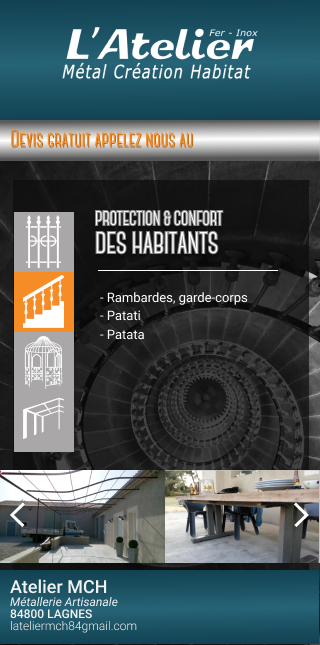 Fer - Inox
L'Atelier
Métal Création Habitat
Devis gratuit appelez nous au
PROTECTION & CONFORT
DES HABITANTS
- Rambardes, garde-corps
- Patati
- Patata
Atelier MCH
Métallerie Artisanale
84800 LAGNES
lateliermch84gmail.com